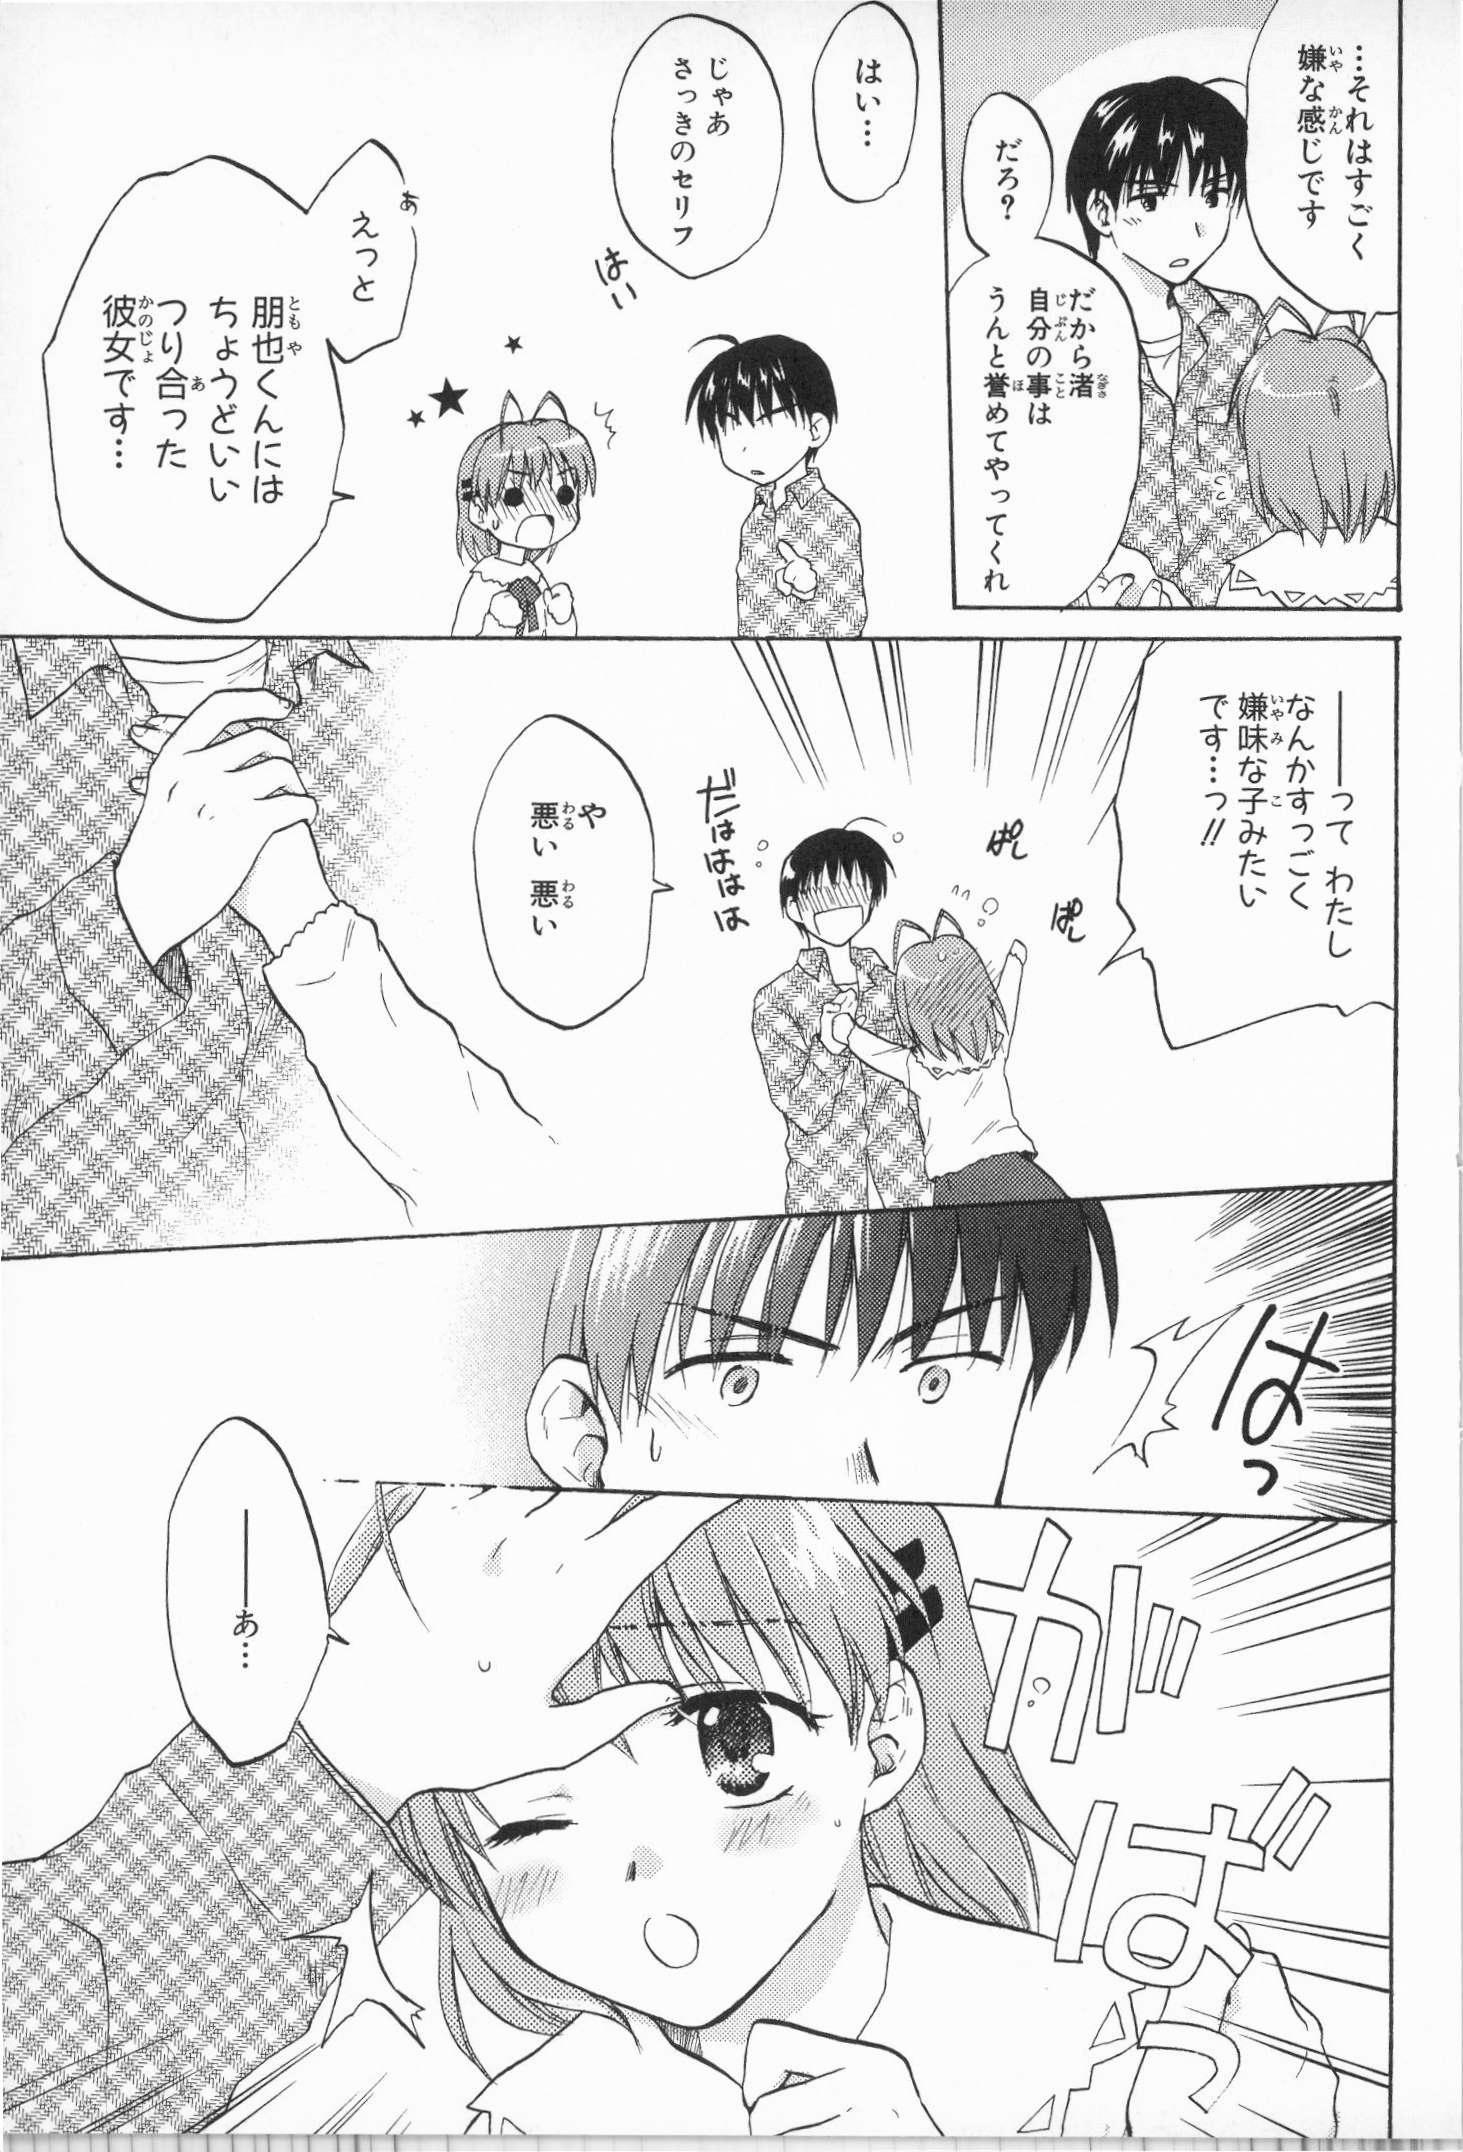 …それはすごく
嫌な感じです
だろ？
だから渚
自分の事は
うんと誉めてやってくれ
はい…
じゃあ
さっきのセリフ
はい
あ
えっと
朋也くんには
ちょうどいい
つり合った
彼女です…
――って わたし
なんかすっごく
嫌味な子みたい
です…っ!!
ぱし
ぱし
だはははは
や
悪い 悪い
はっ
がばっ
――あ…